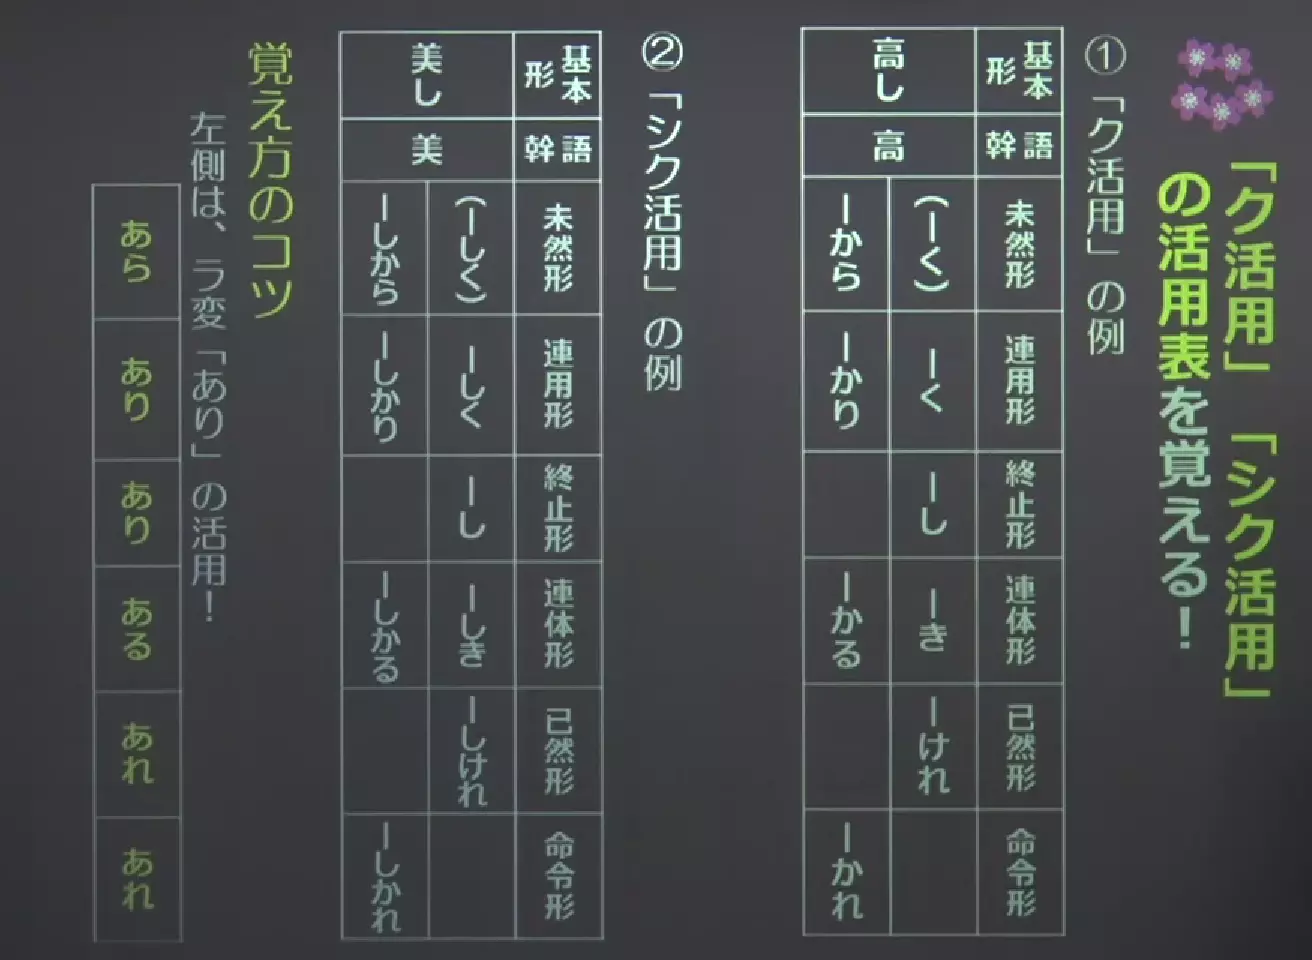 「ク活用」「シク活用」
の活用表を覚える！
①「ク活用」の例
基本形
語幹
未然形
連用形
終止形
連体形
已然形
命令形
高し
高
（ーく）
ーく
ーし
ーき
ーけれ
ーから
ーかり
ーかる
ーかれ
②「シク活用」の例
基本形
語幹
未然形
連用形
終止形
連体形
已然形
命令形
美し
美
（ーしく）
ーしく
ーし
ーしき
ーしけれ
ーしから
ーしかり
ーしかる
ーしかれ
覚え方のコツ
左側は、ラ変「あり」の活用！
あら
あり
あり
ある
あれ
あれ